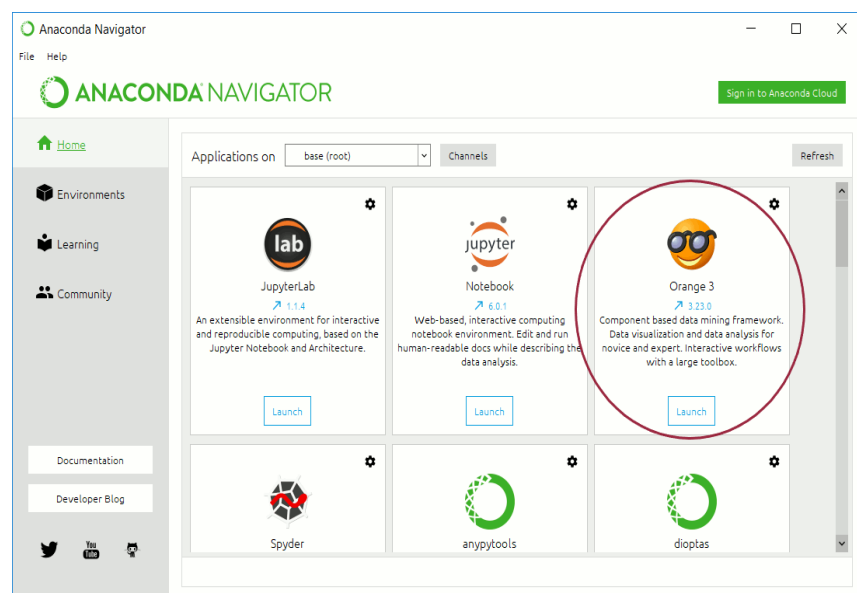 Anaconda Navigator
File Help
ANACONDA NAVIGATOR
Sign in to Anaconda Cloud
Home
Environments
Learning
Community
Documentation
Developer Blog
You
Tube
Applications on base (root) Channels Refresh
lab
JupyterLab
1.1.4
An extensible environment for interactive
and reproducible computing, based on the
Jupyter Notebook and Architecture.
Launch
jupyter
Notebook
6.0.1
Web-based, interactive computing
notebook environment. Edit and run
human-readable docs while describing the
data analysis.
Launch
Orange 3
3.23.0
Component based data mining framework.
Data visualization and data analysis for
novice and expert. Interactive workflows
with a large toolbox.
Launch
Spyder
anypytools
dioptas